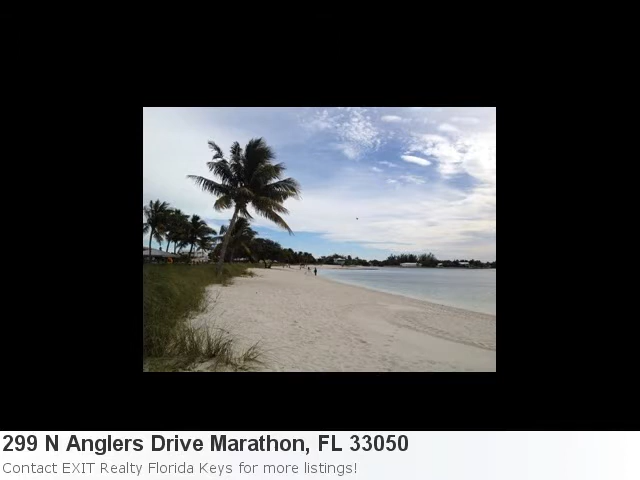 299 N Anglers Drive Marathon, FL 33050
Contact EXIT Realty Florida Keys for more listings!